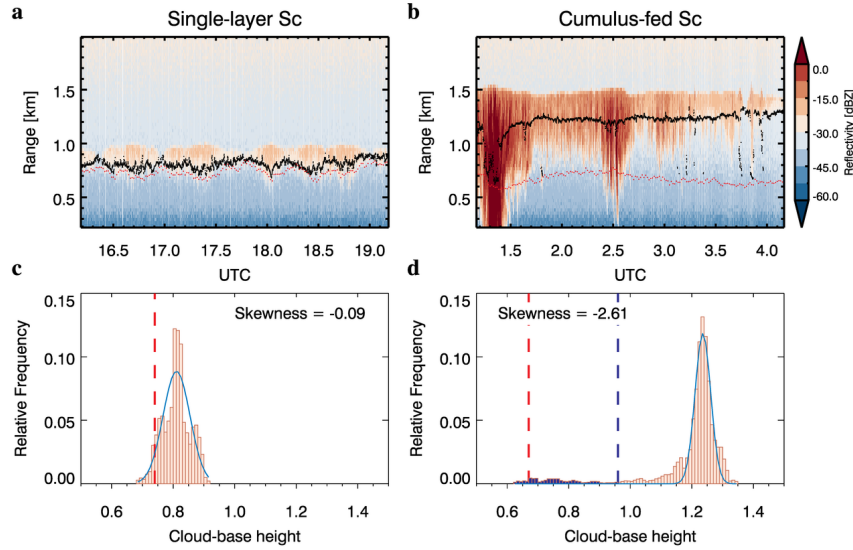 a Single-layer Sc
b Cumulus-fed Sc
Range [km]
1.5
1.0
0.5
16.5 17.0 17.5 18.0 18.5 19.0
UTC
Range [km]
1.5
1.0
0.5
1.5 2.0 2.5 3.0 3.5 4.0
UTC
0.0
-15.0
-30.0
-45.0
-60.0
Reflectivity [dBZ]
c
Skewness = -0.09
Relative Frequency
0.15
0.10
0.05
0.00
0.6 0.8 1.0 1.2 1.4
Cloud-base height
d
Skewness = -2.61
Relative Frequency
0.15
0.10
0.05
0.00
0.6 0.8 1.0 1.2 1.4
Cloud-base height